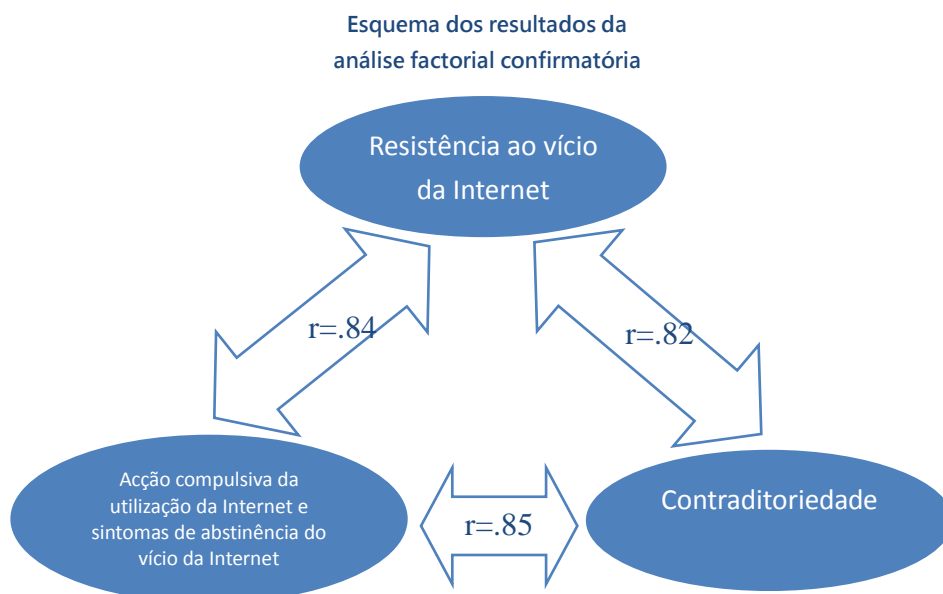 Esquema dos resultados da
análise factorial confirmatória
Resistência ao vício
da Internet
r=.84
r=.82
Acção compulsiva da
utilização da Internet e
sintomas de abstinência do
vício da Internet
r=.85
Contraditoriedade